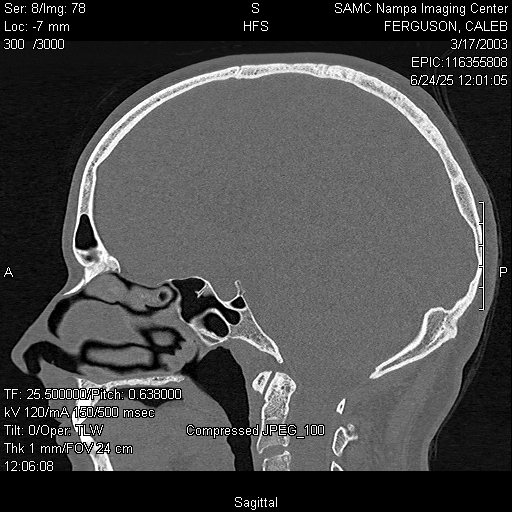 Ser: 8/Img: 78
Loc: -7 mm
300 /3000
S
HFS
SAMC Nampa Imaging Center
FERGUSON, CALEB
3/17/2003
EPIC:116355808
6/24/25 12:01:05
A
P
TF: 25.500000/Pitch: 0.638000
kV 120/mA 150/500 msec
Tilt: 0/Oper: TLW
Compressed JPEG_100
Thk 1 mm/FOV 24 cm
12:06:08
Sagittal